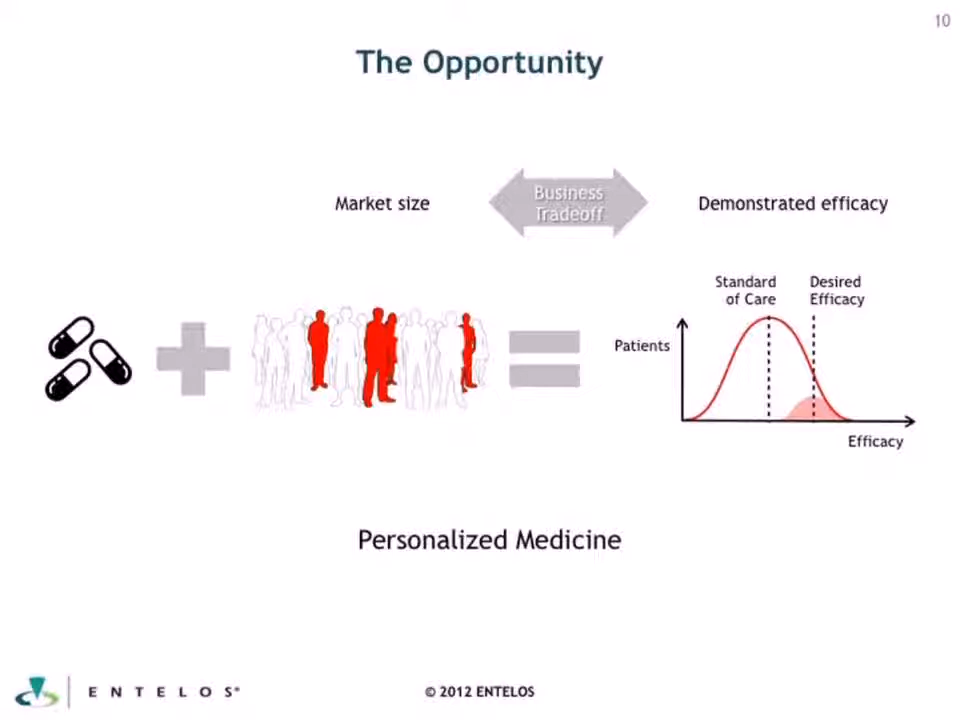 10
The Opportunity
Market size
Business
Tradeoff
Demonstrated efficacy
Standard
of Care
Desired
Efficacy
Patients
Efficacy
Personalized Medicine
ENTELOS®
© 2012 ENTELOS